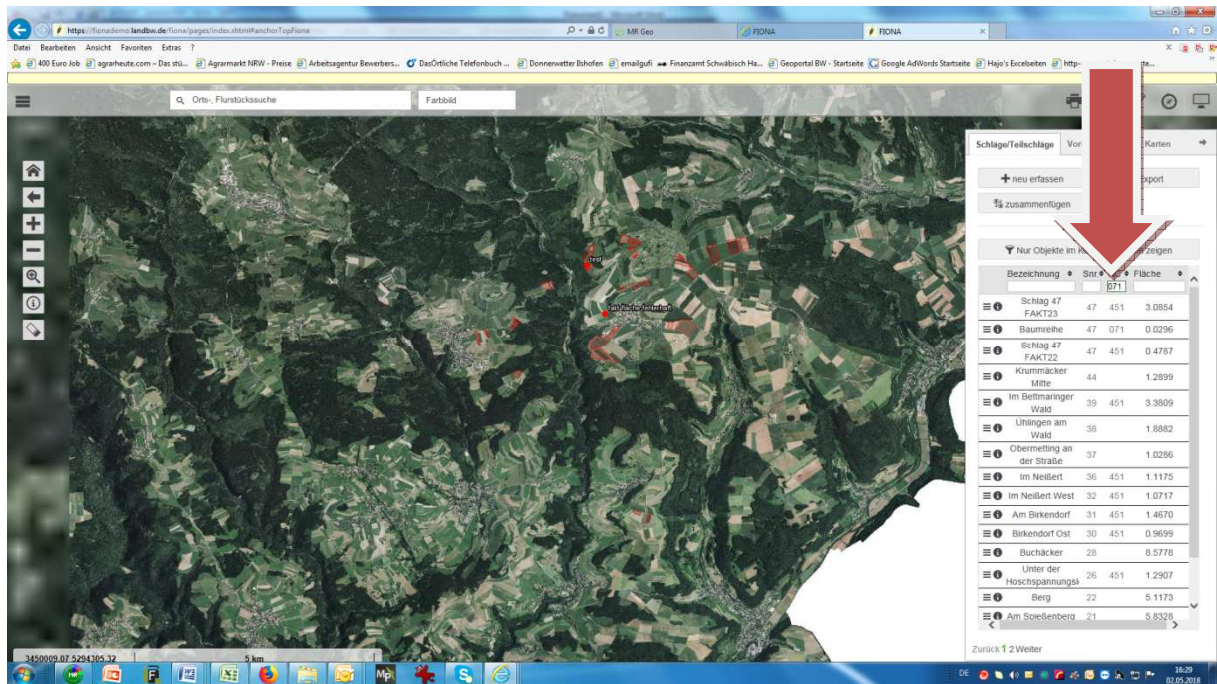 https://fionademo.landbw.de/fiona/pages/index.xhtml#anchorTopFiona
MR Geo
FIONA
FIONA
Datei Bearbeiten Ansicht Favoriten Extras ?
400 Euro Job agrarheute.com – Das stü... Agrarmarkt NRW - Preise Arbeitsagentur Bewerbers... DasÖrtliche Telefonbuch ... Donnerwetter Ilshofen emailgufi Finanzamt Schwäbisch Ha... Geoportal BW - Startseite Google AdWords Startseite Hajo's Excelseiten
Orts-, Flurstückssuche
Farbbild
Schläge/Teilschläge Karten
neu erfassen
zusammenfügen
Nur Objekte im zeigen
Bezeichnung Snr. Fläche
071
Schlag 47 FAKT23 47 451 3.0854
Baumreihe 47 071 0.0296
Schlag 47 FAKT22 47 451 0.4787
Krummäcker Mitte 44 1.2899
Im Bettmaringer Wald 39 451 3.3809
Ühlingen am Wald 38 1.8882
Obermetting an der Straße 37 1.0286
Im Neißert 36 451 1.1175
Im Neißert West 32 451 1.0717
Am Birkendorf 31 451 1.4670
Birkendorf Ost 30 451 0.9699
Buchäcker 28 8.5778
Unter der Hoschspannungsl 26 451 1.2907
Berg 22 5.1173
Am Spießenberg 21 5.8328
Zurück 1 2 Weiter
test
3450009.07 5294305.32
5 km
DE
16:29
02.05.2018